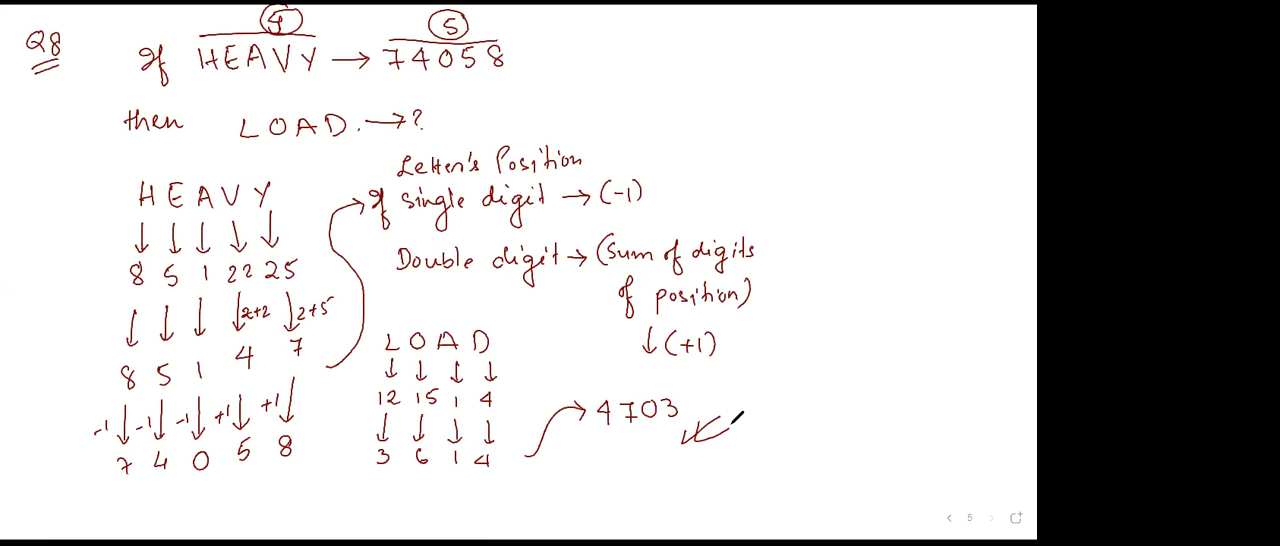 4 5
Q8 If HEAVY → 74058
then LOAD. → ?
Letter's Position
H E A V Y
If single digit → (-1)
Double digit → (Sum of digits
of position)
↓ (+1)
8 5 1 22 25
2+2 2+5
8 5 1 4 7
-1 -1 -1 +1 +1
7 4 0 5 8
L O A D
12 15 1 4
3 6 1 4
→ 4703
5